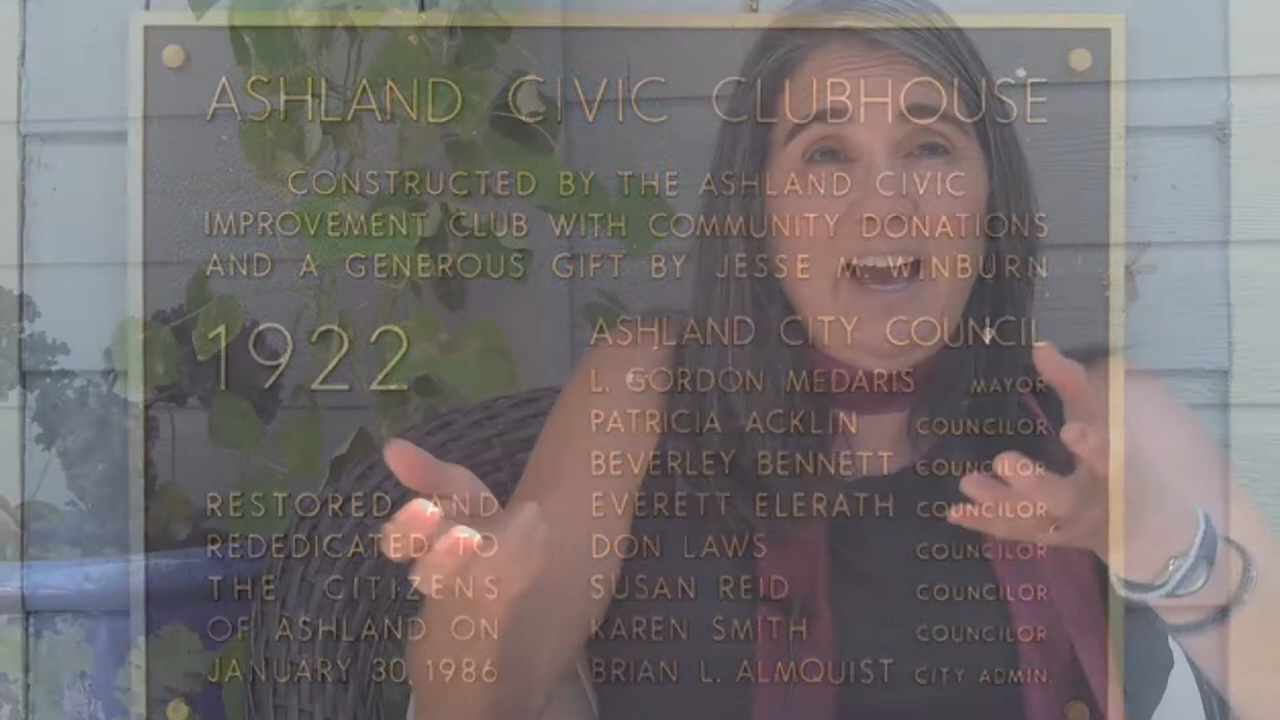 ASHLAND CIVIC CLUBHOUSE
CONSTRUCTED BY THE ASHLAND CIVIC
IMPROVEMENT CLUB WITH COMMUNITY DONATIONS
AND A GENEROUS GIFT BY JESSE M. WINBURN
1922
RESTORED AND
REDEDICATED TO
THE CITIZENS
OF ASHLAND ON
JANUARY 30, 1986
ASHLAND CITY COUNCIL
L. GORDON MEDARIS MAYOR
PATRICIA ACKLIN COUNCILOR
BEVERLEY BENNETT COUNCILOR
EVERETT ELERATH COUNCILOR
DON LAWS COUNCILOR
SUSAN REID COUNCILOR
KAREN SMITH COUNCILOR
BRIAN L. ALMQUIST CITY ADMIN.